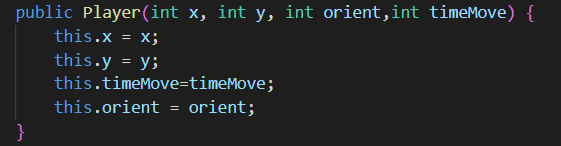 public Player(int x, int y, int orient,int timeMove) {
    this.x = x;
    this.y = y;
    this.timeMove=timeMove;
    this.orient = orient;
}